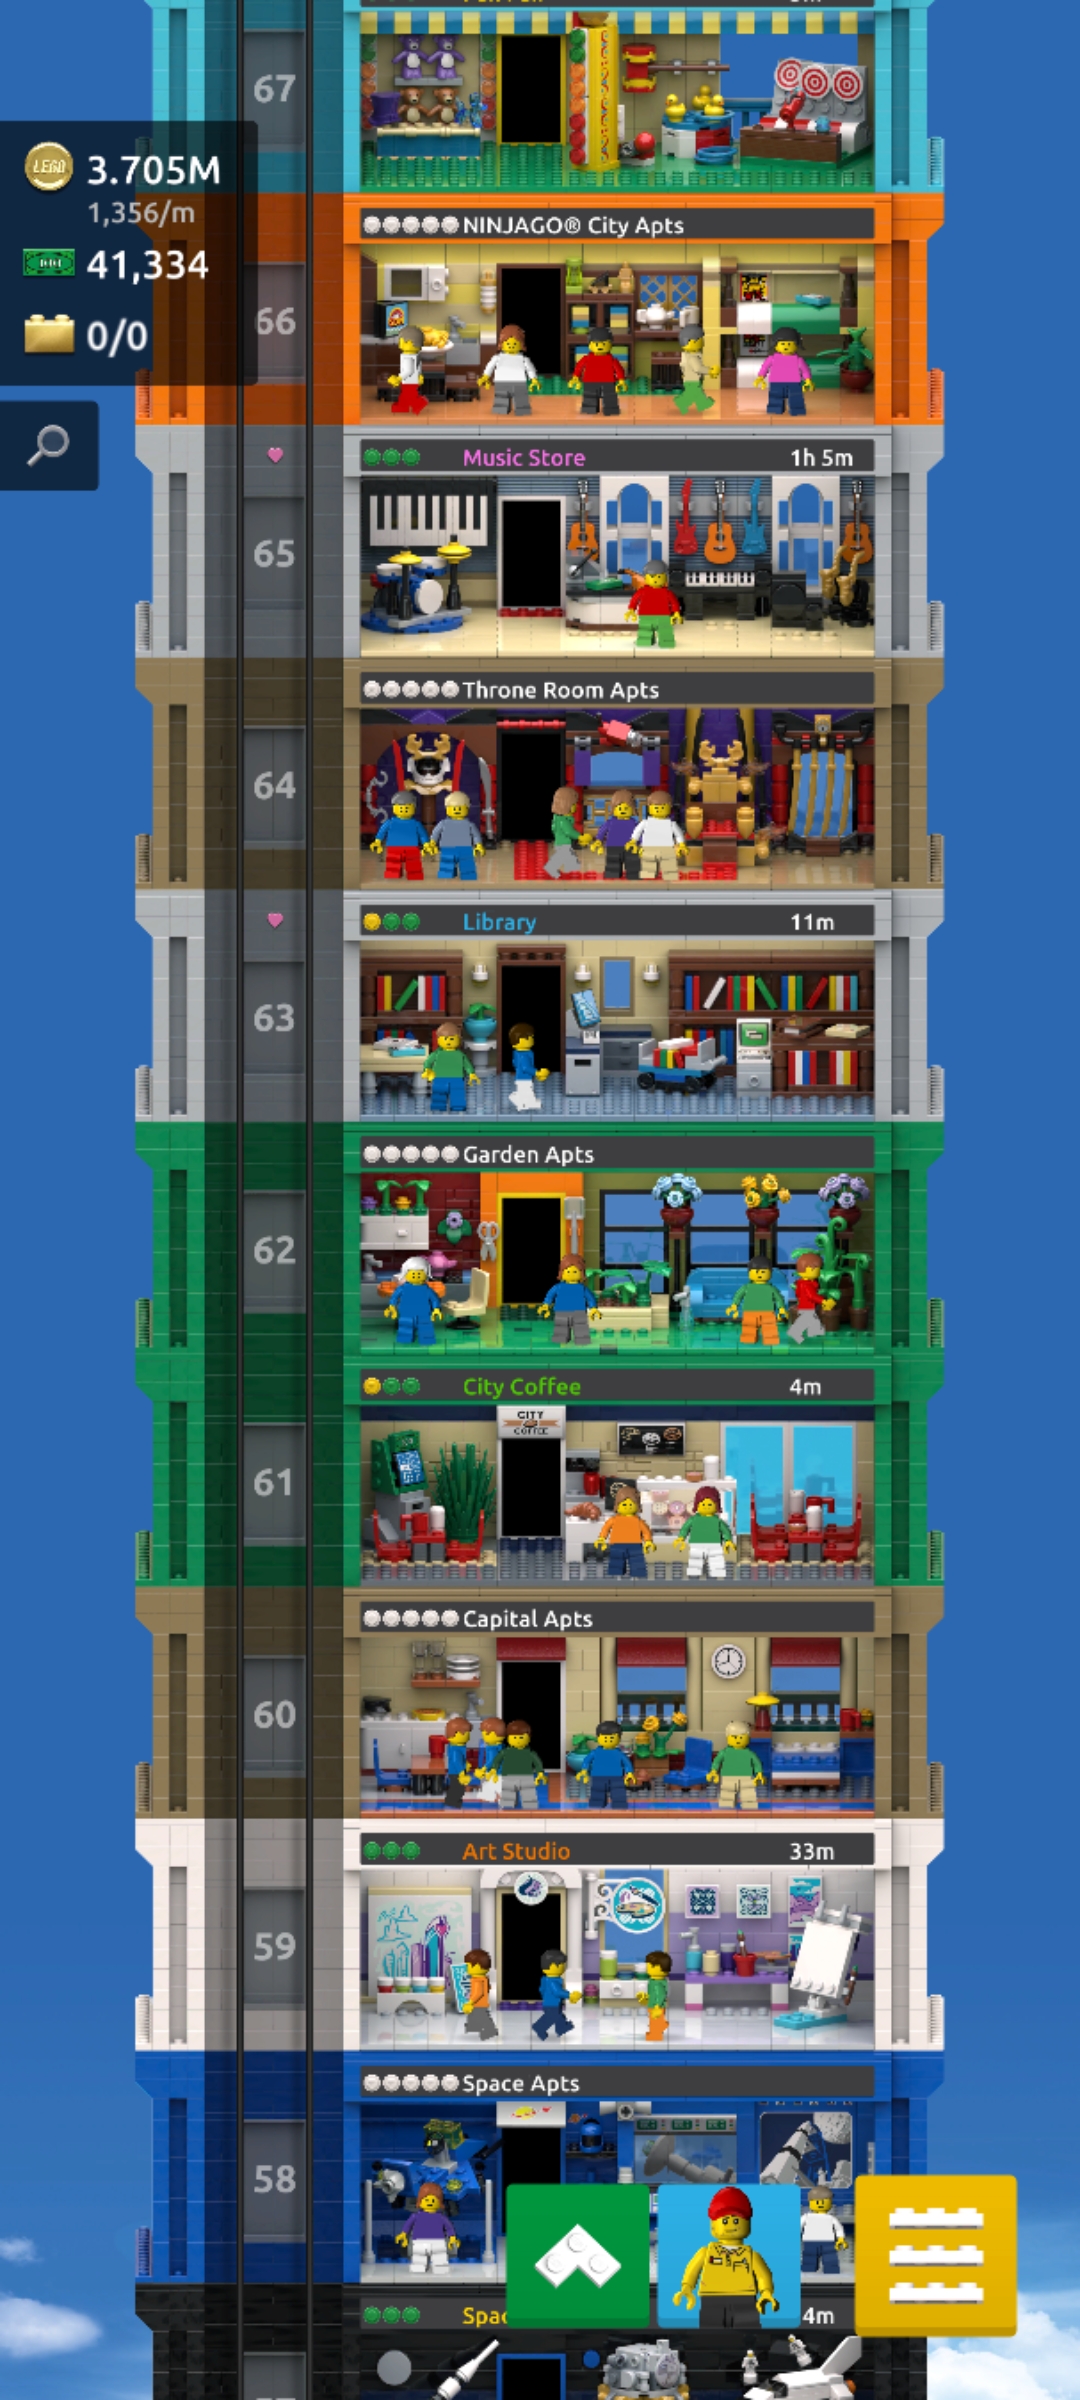 67
LEGO
3.705M
1,356/m
41,334
0/0
NINJAGO® City Apts
66
Music Store 1h 5m
65
Throne Room Apts
64
Library 11m
63
Garden Apts
62
City Coffee 4m
CITY
COFFEE
61
Capital Apts
60
Art Studio 33m
59
Space Apts
58
Spac 4m